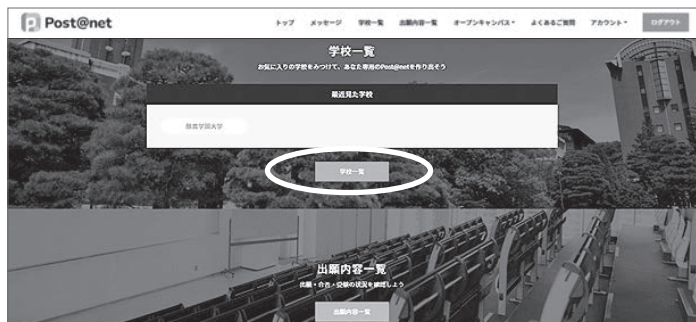 Post@net
トップ メッセージ 学校一覧 出願内容一覧 オープンキャンパス よくあるご質問 アカウント ログアウト
学校一覧
お気に入りの学校をみつけて、あなた専用のPost@netを作り出そう
最近見た学校
学園大学
学校一覧
出願内容一覧
出願・合否・受験の状況を確認しよう
出願内容一覧